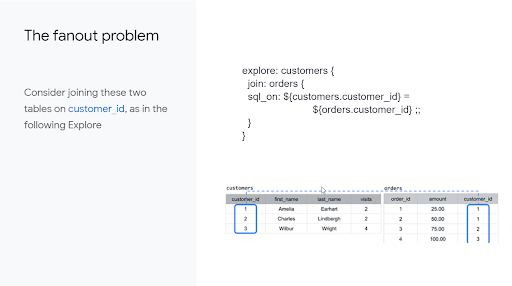 The fanout problem
Consider joining these two
tables on customer_id, as in the
following Explore
explore: customers {
join: orders {
sql_on: ${customers.customer_id} =
${orders.customer_id} ;;
}
}
customers orders
customer_id first_name last_name visits order_id amount customer_id
1 Amelia Earhart 2 1 25.00
2 Charles Lindbergh 2 2 50.00 1
3 Wilbur Wright 4 3 75.00 2
4 100.00 3